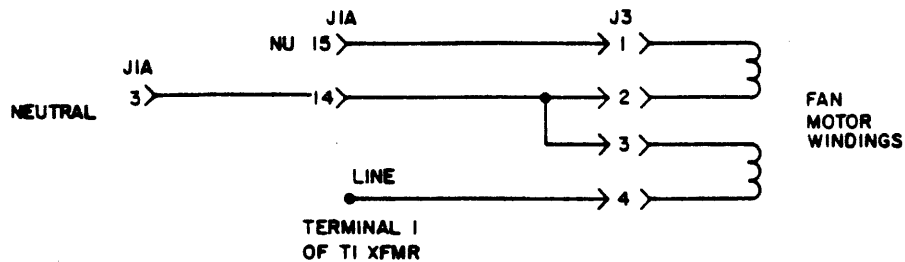 J1A J3
NU 15 1
J1A
NEUTRAL 3 14 2 FAN
MOTOR
WINDINGS
3
LINE 4
TERMINAL 1
OF T1 XFMR